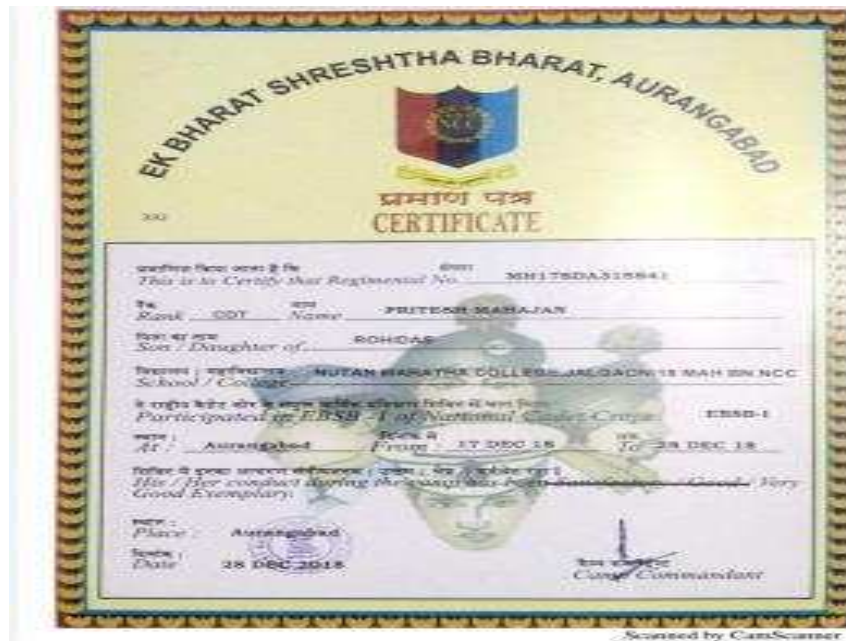 EK BHARAT SHRESHTHA BHARAT, AURANGABAD
प्रमाण पत्र
CERTIFICATE
प्रमाणित किया जाता है कि
This is to Certify that Regimental No.
Rank CDT Name PRITESH MAHAJAN
पिता का नाम
Son / Daughter of ROHIDAS
School / College NUTAN MARATHA COLLEGE JALGAON/18 MAH BN NCC
Participated in EBSB - I of National Cadet Corps EBSB-I
At : Aurangabad From : 17 DEC 18 To 28 DEC 18
His / Her conduct during the camp has been Satisfactory / Good / Very
Good Exemplary.
स्थान :
Place : Aurangabad
दिनांक :
Date 28 DEC 2018
Camp Commandant
Scanned by CamScanner